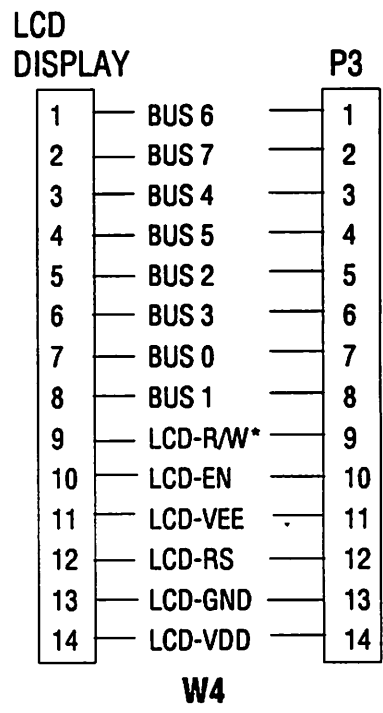 LCD
DISPLAY P3
1 BUS 6 1
2 BUS 7 2
3 BUS 4 3
4 BUS 5 4
5 BUS 2 5
6 BUS 3 6
7 BUS 0 7
8 BUS 1 8
9 LCD-R/W* 9
10 LCD-EN 10
11 LCD-VEE 11
12 LCD-RS 12
13 LCD-GND 13
14 LCD-VDD 14
W4